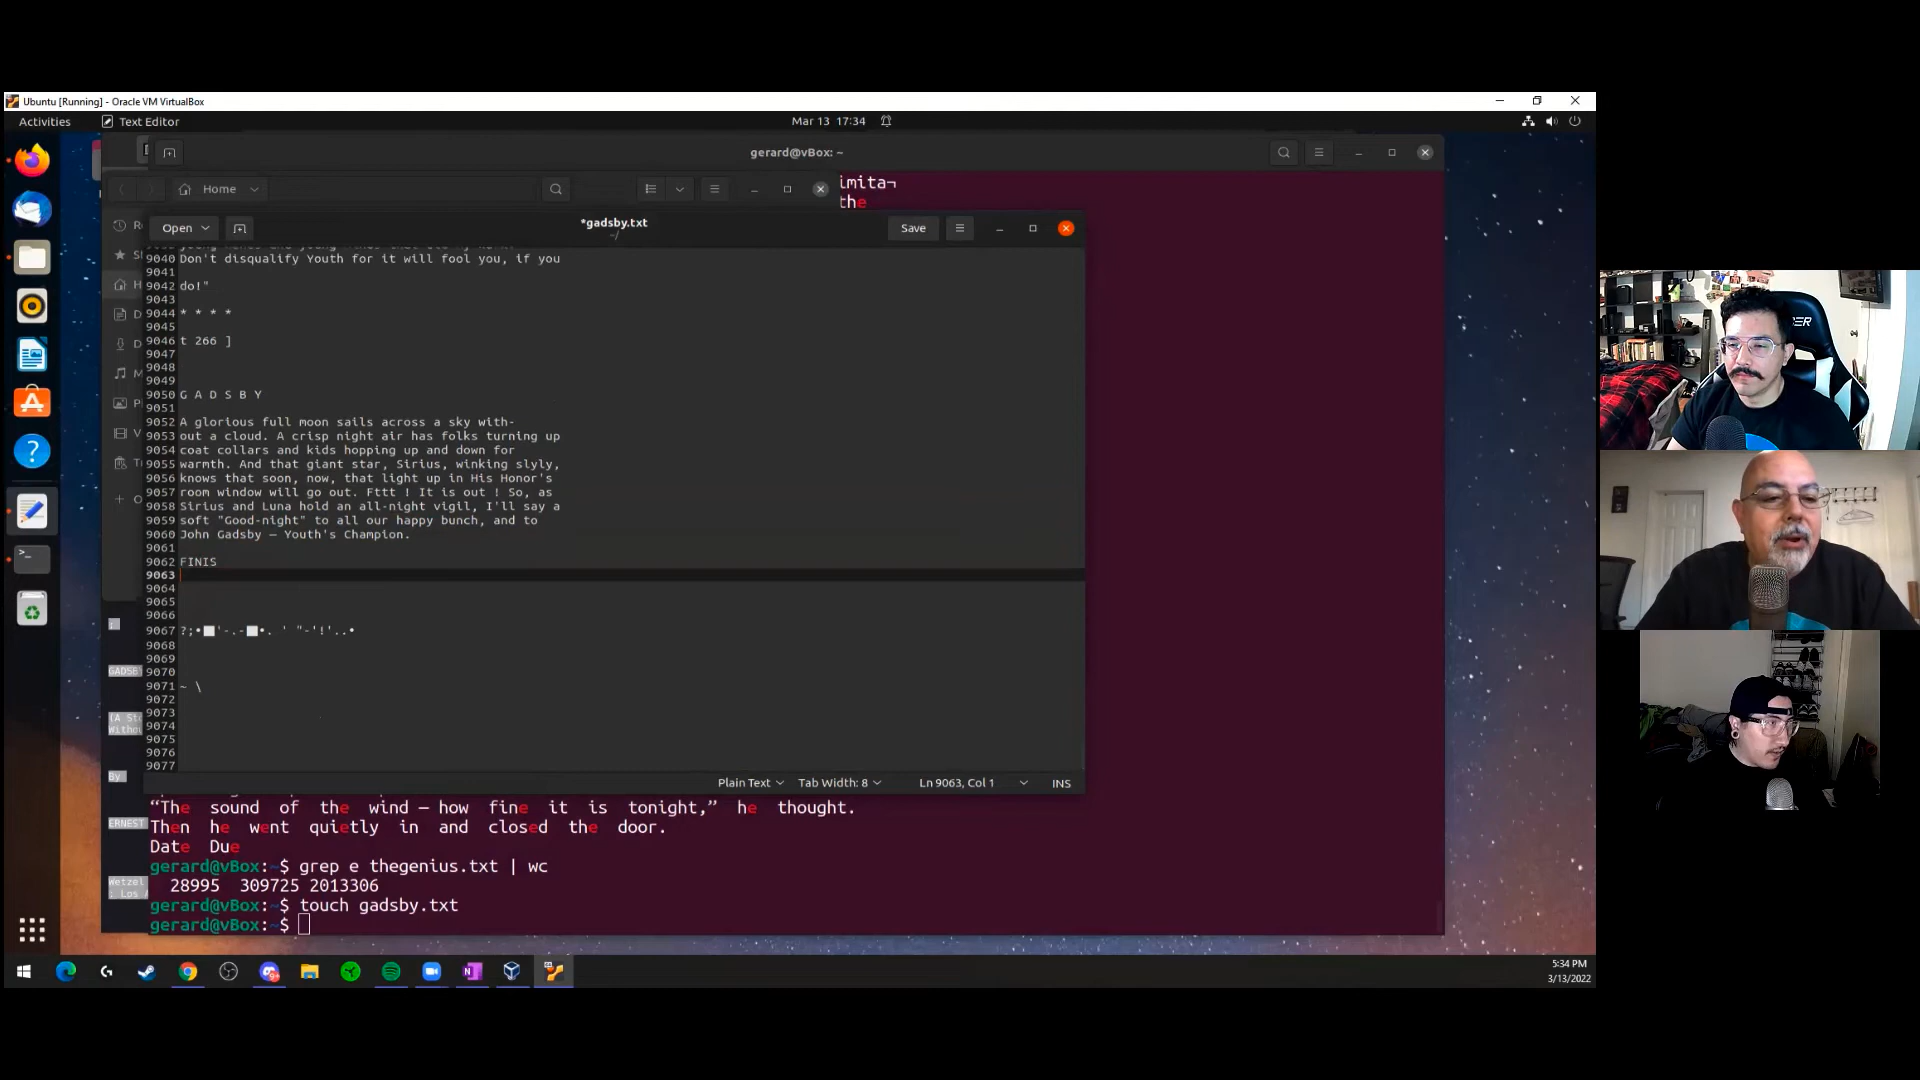 Ubuntu [Running] - Oracle VM VirtualBox
Activities
Text Editor
Mar 13 17:34
gerard@vBox: ~
Home
imita¬
the
Open
*gadsby.txt
~/
Save
9040 Don't disqualify Youth for it will fool you, if you
9041
9042 do!"
9043
9044 * * * *
9045
9046 t 266 ]
9047
9048
9049
9050 G A D S B Y
9051
9052 A glorious full moon sails across a sky with-
9053 out a cloud. A crisp night air has folks turning up
9054 coat collars and kids hopping up and down for
9055 warmth. And that giant star, Sirius, winking slyly,
9056 knows that soon, now, that light up in His Honor's
9057 room window will go out. Fttt ! It is out ! So, as
9058 Sirius and Luna hold an all-night vigil, I'll say a
9059 soft "Good-night" to all our happy bunch, and to
9060 John Gadsby — Youth's Champion.
9061
9062 FINIS
9063
9064
9065
9066
9067 ?;•■'-.-■•. ' "-'!'..•
9068
9069
9070
9071 ~ \
9072
9073
9074
9075
9076
9077
Plain Text
Tab Width: 8
Ln 9063, Col 1
INS
GADSB
(A St
Witho
By
ERNEST
Wetzel
: Los
“The sound of the wind — how fine it is tonight,” he thought.
Then he went quietly in and closed the door.
Date Due
gerard@vBox:~$ grep e thegenius.txt | wc
28995 309725 2013306
gerard@vBox:~$ touch gadsby.txt
gerard@vBox:~$
5:34 PM
3/13/2022